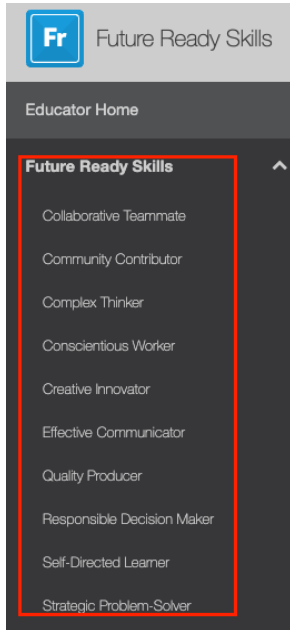 Fr Future Ready Skills
Educator Home
Future Ready Skills
Collaborative Teammate
Community Contributor
Complex Thinker
Conscientious Worker
Creative Innovator
Effective Communicator
Quality Producer
Responsible Decision Maker
Self-Directed Learner
Strategic Problem-Solver